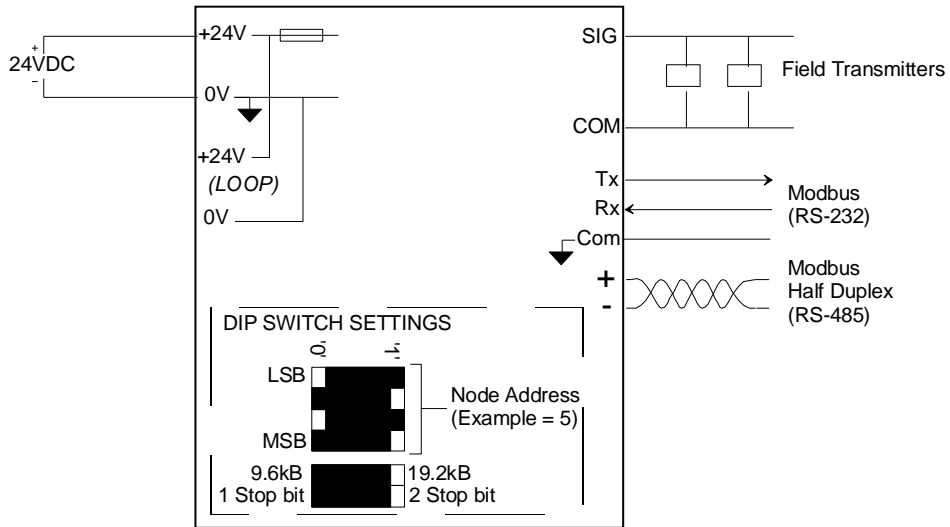 24VDC
+
−
+24V
0V
+24V
(LOOP)
0V
SIG
COM
Field Transmitters
Tx
Rx
Com
Modbus
(RS-232)
+
-
Modbus
Half Duplex
(RS-485)
DIP SWITCH SETTINGS
'0'
'1'
LSB
MSB
Node Address
(Example = 5)
9.6kB
1 Stop bit
19.2kB
2 Stop bit